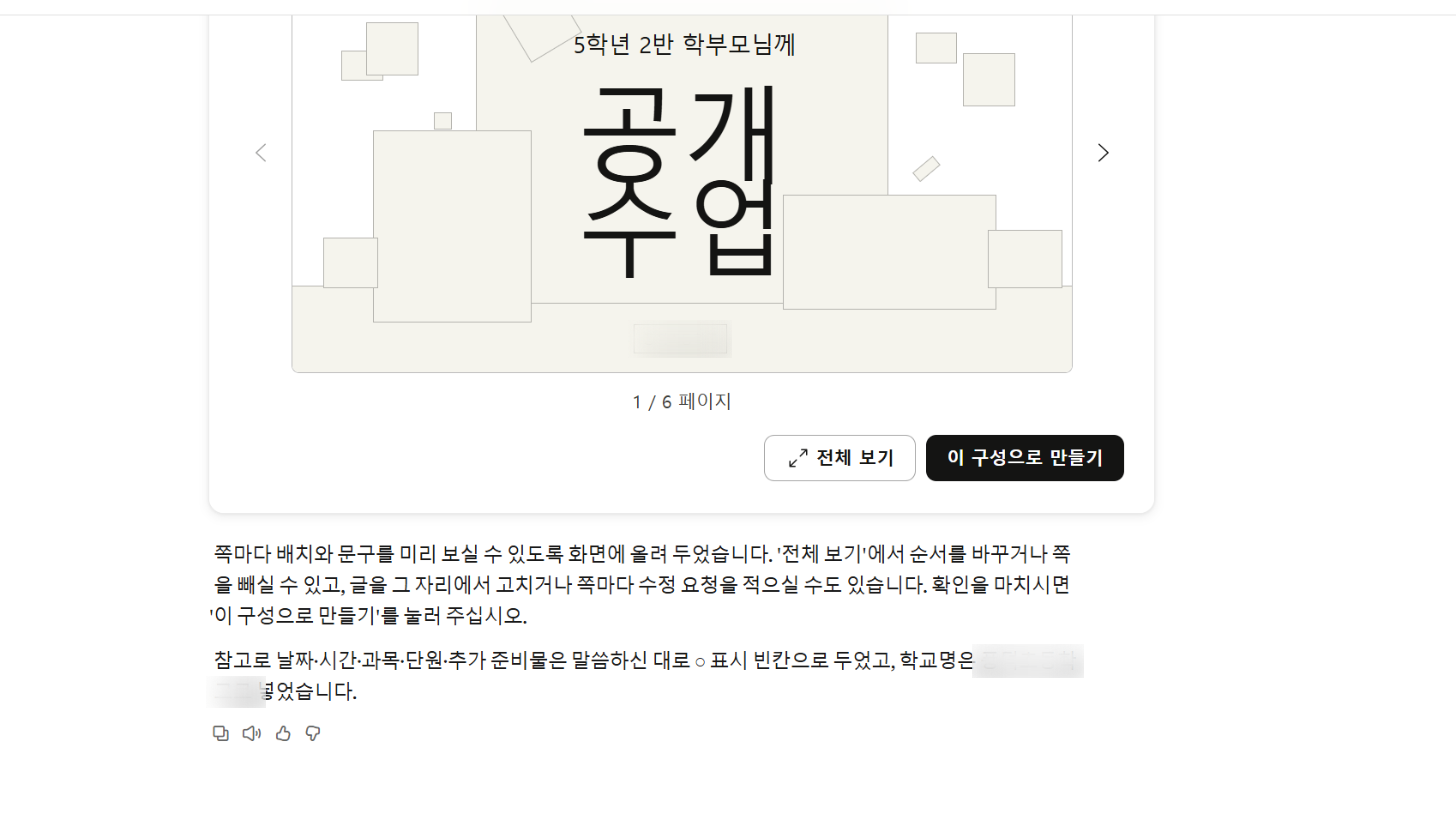 5학년 2반 학부모님께
공개
수업
1 / 6 페이지
전체 보기
이 구성으로 만들기
쪽마다 배치와 문구를 미리 보실 수 있도록 화면에 올려 두었습니다. '전체 보기'에서 순서를 바꾸거나 쪽
을 빼실 수 있고, 글을 그 자리에서 고치거나 쪽마다 수정 요청을 적으실 수도 있습니다. 확인을 마치시면
'이 구성으로 만들기'를 눌러 주십시오.
참고로 날짜·시간·과목·단원·추가 준비물은 말씀하신 대로 ○ 표시 빈칸으로 두었고, 학교명은
넣었습니다.